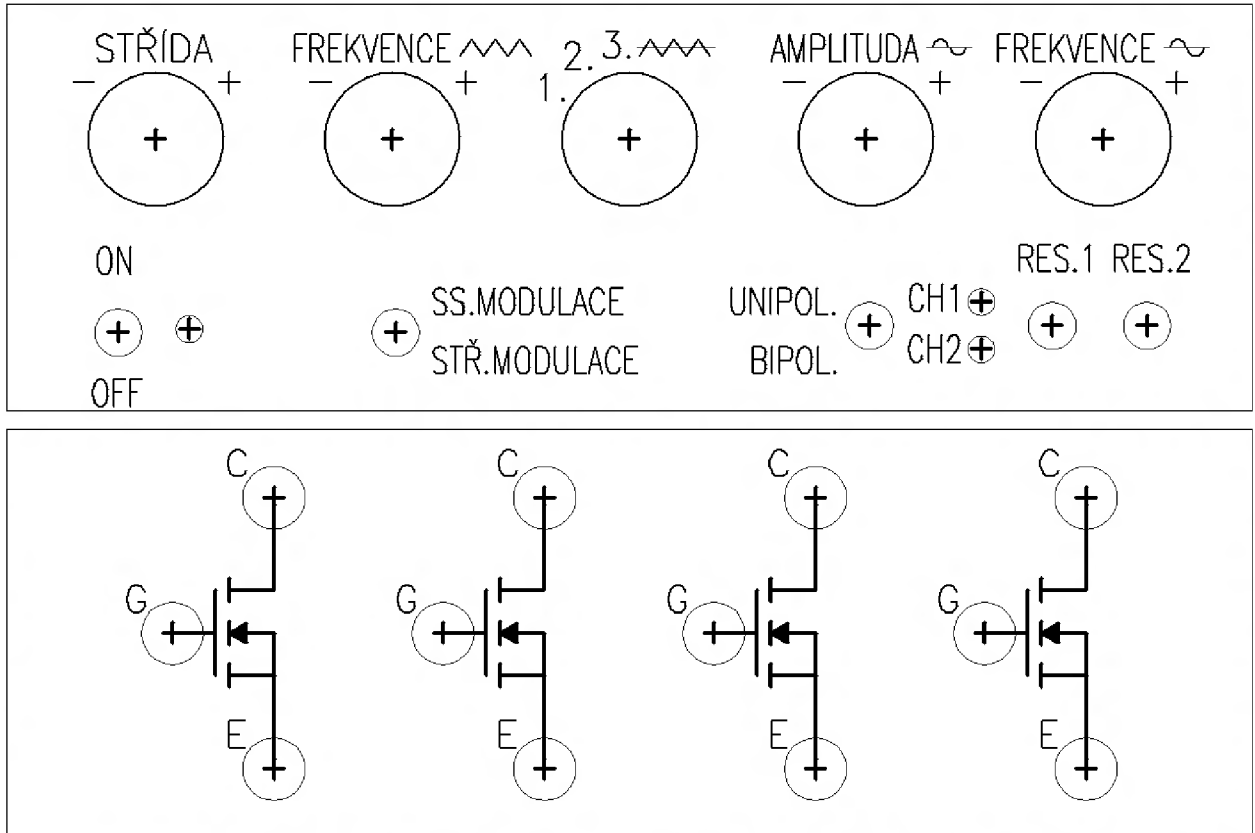 STŘÍDA FREKVENCE 1. 2. 3. AMPLITUDA FREKVENCE
- + - + - + - +
ON RES.1 RES.2
SS.MODULACE UNIPOL. CH1
STŘ.MODULACE BIPOL. CH2
OFF
C C C C
G G G G
E E E E